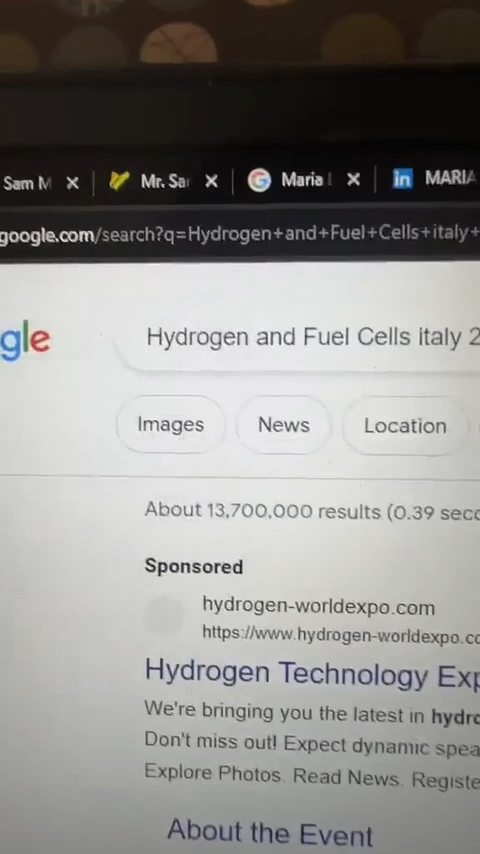 Sam M
Mr. Sa
Maria
MARIA
google.com/search?q=Hydrogen+and+Fuel+Cells+italy+
gle
Hydrogen and Fuel Cells italy 2
Images
News
Location
About 13,700,000 results (0.39 seco
Sponsored
hydrogen-worldexpo.com
https://www.hydrogen-worldexpo.co
Hydrogen Technology Exp
We're bringing you the latest in hydro
Don't miss out! Expect dynamic spea
Explore Photos. Read News. Registe
About the Event